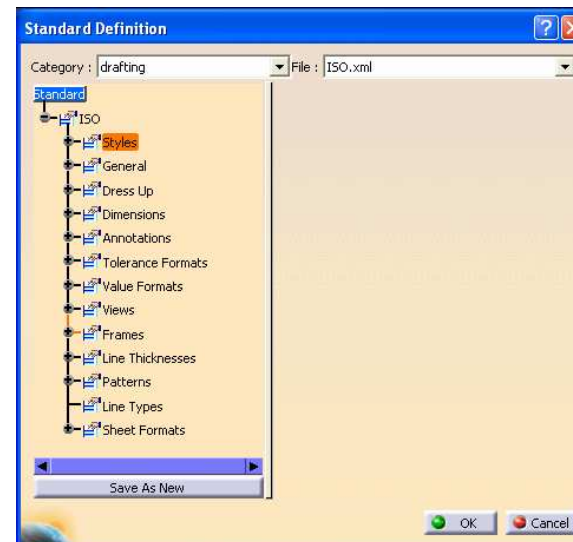 Standard Definition
Category : drafting File : ISO.xml
Standard
ISO
Styles
General
Dress Up
Dimensions
Annotations
Tolerance Formats
Value Formats
Views
Frames
Line Thicknesses
Patterns
Line Types
Sheet Formats
Save As New
OK Cancel